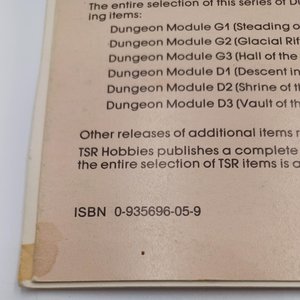 The entire selection of this series of
ing items:
Dungeon Module G1 (Steading o
Dungeon Module G2 (Glacial Rif
Dungeon Module G3 (Hall of the
Dungeon Module D1 (Descent in
Dungeon Module D2 (Shrine of t
Dungeon Module D3 (Vault of th
Other releases of additional items
TSR Hobbies publishes a complete
the entire selection of TSR items is a
ISBN 0-935696-05-9